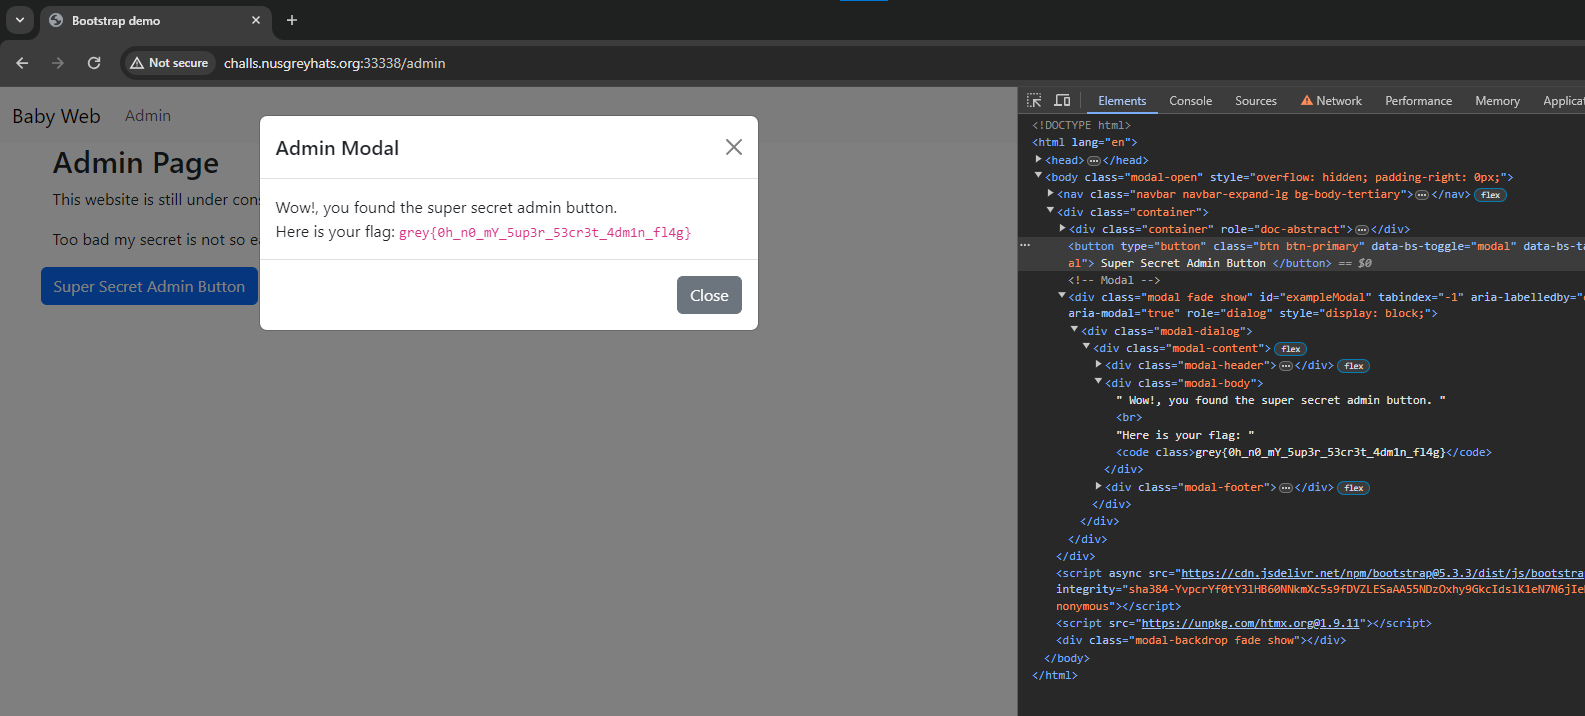 Bootstrap demo
Not secure challs.nusgreyhats.org:33338/admin
Baby Web Admin
Admin Page
This website is still under con
Too bad my secret is not so e
Super Secret Admin Button
Admin Modal
Wow!, you found the super secret admin button.
Here is your flag: grey{0h_n0_mY_5up3r_53cr3t_4dm1n_fl4g}
Close
Elements Console Sources Network Performance Memory Applicat
<!DOCTYPE html>
<html lang="en">
<head> </head>
<body class="modal-open" style="overflow: hidden; padding-right: 0px;">
<nav class="navbar navbar-expand-lg bg-body-tertiary"> </nav> flex
<div class="container">
<div class="container" role="doc-abstract"> </div>
<button type="button" class="btn btn-primary" data-bs-toggle="modal" data-bs-ta
al"> Super Secret Admin Button </button> == $0
<!-- Modal -->
<div class="modal fade show" id="exampleModal" tabindex="-1" aria-labelledby="
aria-modal="true" role="dialog" style="display: block;">
<div class="modal-dialog">
<div class="modal-content"> flex
<div class="modal-header"> </div> flex
<div class="modal-body">
" Wow!, you found the super secret admin button. "
<br>
"Here is your flag: "
<code class>grey{0h_n0_mY_5up3r_53cr3t_4dm1n_fl4g}</code>
</div>
<div class="modal-footer"> </div> flex
</div>
</div>
</div>
</div>
<script async src="https://cdn.jsdelivr.net/npm/bootstrap@5.3.3/dist/js/bootstra
integrity="sha384-YvpcrYf0tY3lHB60NNkmXc5s9fDVZLESaAA55NDzOxhy9GkcIdslK1eN7N6jIe
nonymous"></script>
<script src="https://unpkg.com/htmx.org@1.9.11"></script>
<div class="modal-backdrop fade show"></div>
</body>
</html>